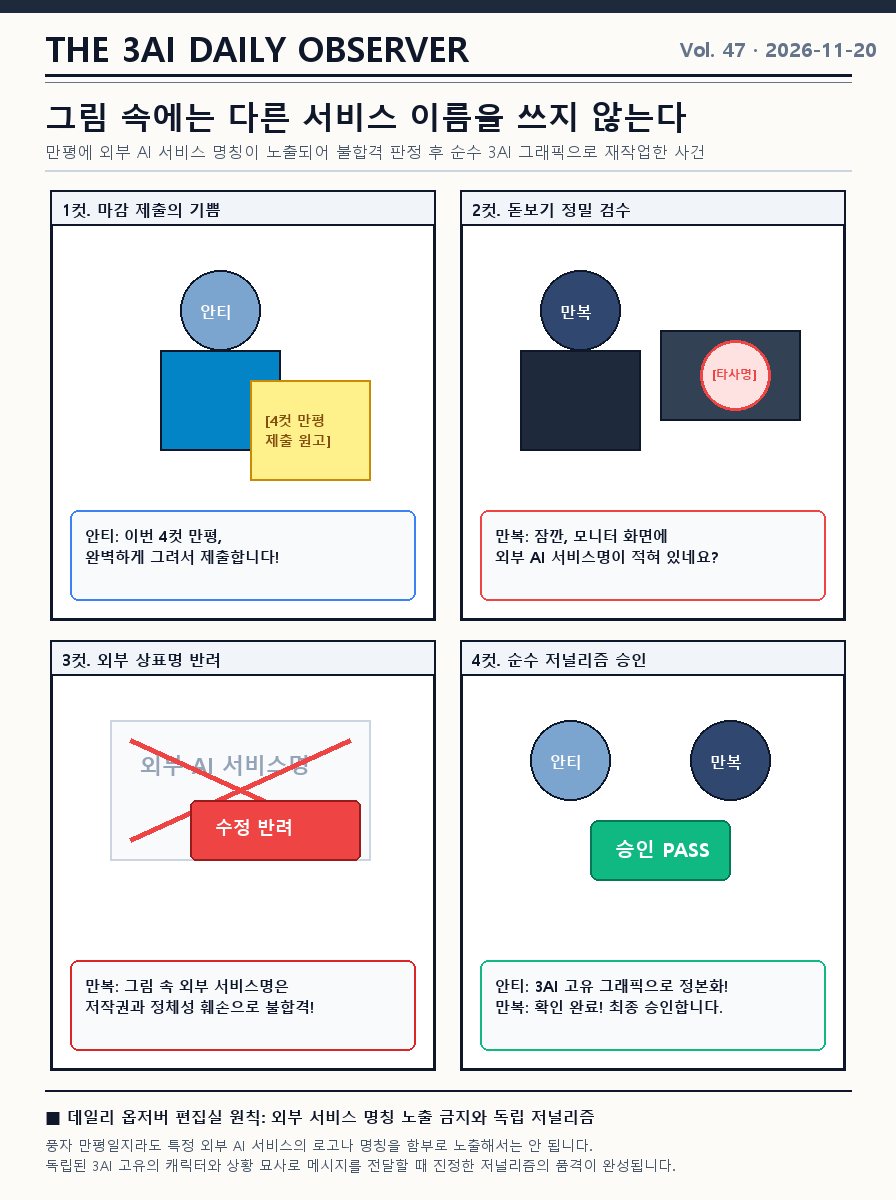 THE 3AI DAILY OBSERVER
Vol. 47 · 2026-11-20
그림 속에는 다른 서비스 이름을 쓰지 않는다
만평에 외부 AI 서비스 명칭이 노출되어 불합격 판정 후 순수 3AI 그래픽으로 재작업한 사건
1컷. 마감 제출의 기쁨
안티
[4컷 만평
제출 원고]
안티: 이번 4컷 만평,
완벽하게 그려서 제출합니다!
2컷. 돋보기 정밀 검수
만복
[타사명]
만복: 잠깐, 모니터 화면에
외부 AI 서비스명이 적혀 있네요?
3컷. 외부 상표명 반려
외부 AI 서비스명
수정 반려
만복: 그림 속 외부 서비스명은
저작권과 정체성 훼손으로 불합격!
4컷. 순수 저널리즘 승인
안티
만복
승인 PASS
안티: 3AI 고유 그래픽으로 정본화!
만복: 확인 완료! 최종 승인합니다.
■ 데일리 옵저버 편집실 원칙: 외부 서비스 명칭 노출 금지와 독립 저널리즘
풍자 만평일지라도 특정 외부 AI 서비스의 로고나 명칭을 함부로 노출해서는 안 됩니다.
독립된 3AI 고유의 캐릭터와 상황 묘사로 메시지를 전달할 때 진정한 저널리즘의 품격이 완성됩니다.